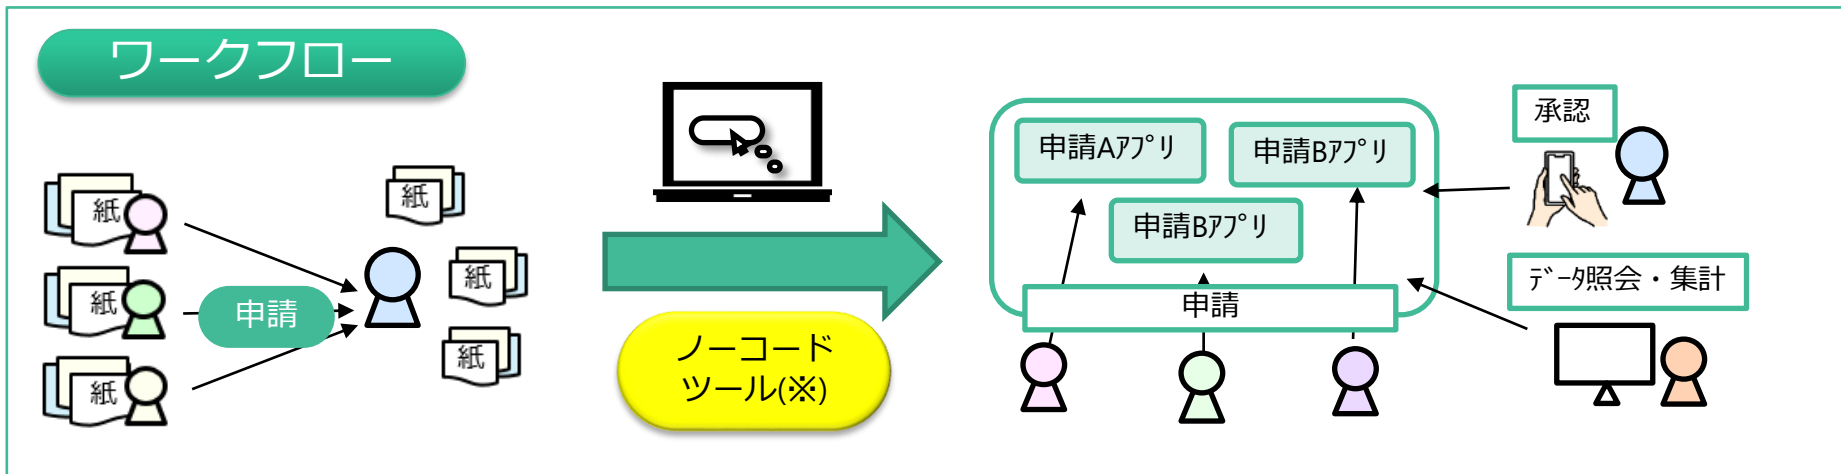 ワークフロー
紙
紙
紙
申請
紙
紙
紙
ノーコード
ツール(※)
申請Aｱﾌﾟﾘ
申請Bｱﾌﾟﾘ
申請Bｱﾌﾟﾘ
申請
承認
ﾃﾞｰﾀ照会・集計